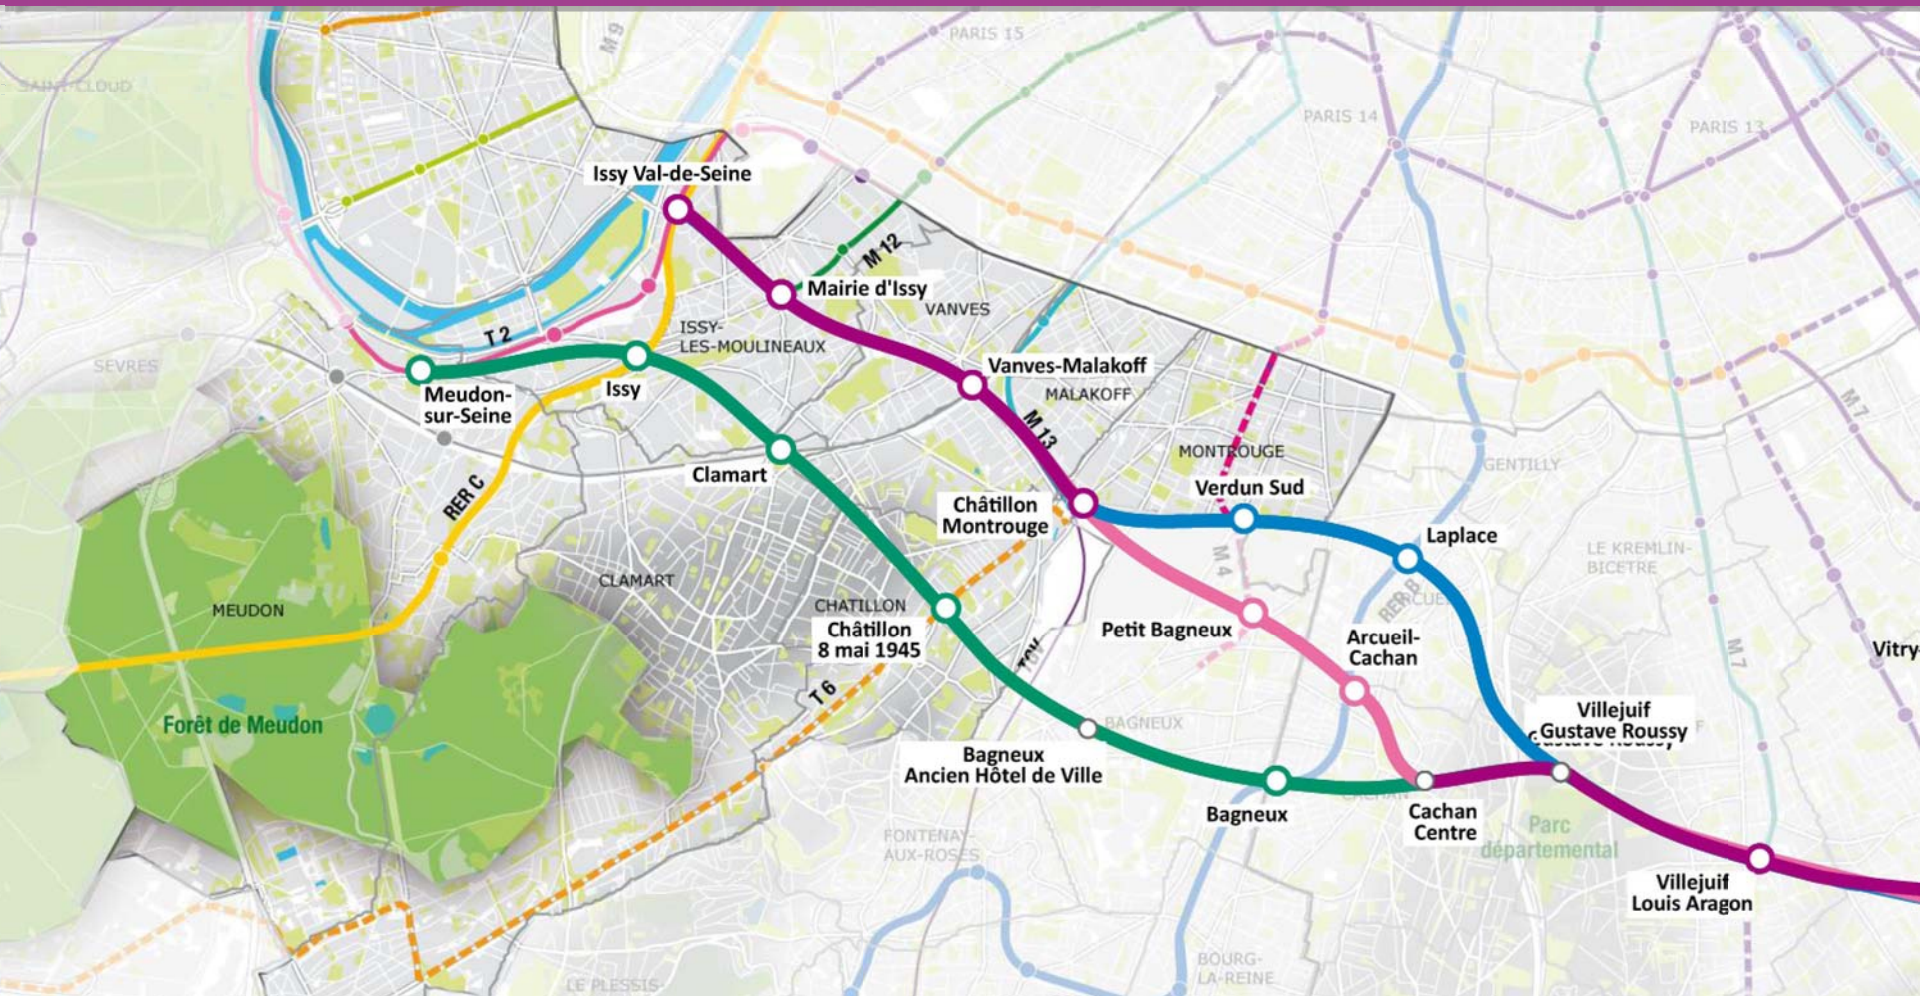 M 9
PARIS 15
SAINT-CLOUD
PARIS 14
PARIS 13
Issy Val-de-Seine
M 12
Mairie d'Issy
VANVES
T 2
ISSY-
LES-MOULINEAUX
SEVRES
Vanves-Malakoff
MALAKOFF
Meudon-
sur-Seine
Issy
M 7
M 13
MONTROUGE
GENTILLY
Clamart
Verdun Sud
RER C
Châtillon
Montrouge
Laplace
LE KREMLIN-
BICETRE
M 4
CLAMART
RER B
MEUDON
CHATILLON
Châtillon
8 mai 1945
Petit Bagneux
Arcueil-
Cachan
M 7
Vitry-
TGV
T 6
Forêt de Meudon
BAGNEUX
Villejuif
Gustave Roussy
Bagneux
Ancien Hôtel de Ville
CACHAN
Bagneux
Cachan
Centre
Parc
départemental
FONTENAY-
AUX-ROSES
Villejuif
Louis Aragon
BOURG-
LA-REINE
LE PLESSIS-